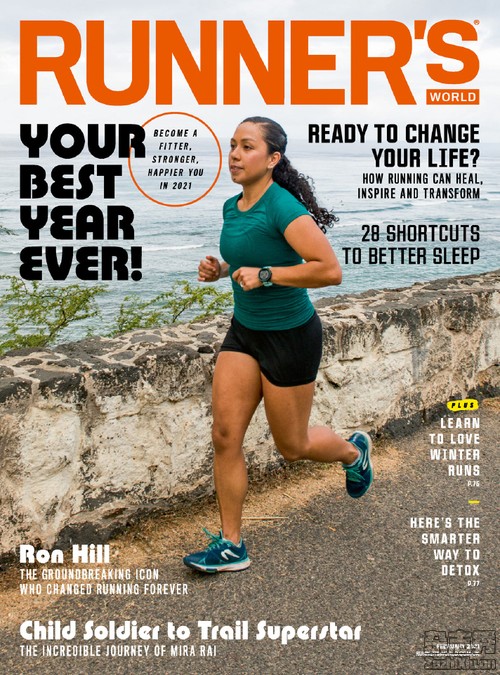 RUNNER'S
WORLD
YOUR
BEST
YEAR
EVER!
BECOME A
FITTER,
STRONGER,
HAPPIER YOU
IN 2021
READY TO CHANGE
YOUR LIFE?
HOW RUNNING CAN HEAL,
INSPIRE AND TRANSFORM
28 SHORTCUTS
TO BETTER SLEEP
PLUS
LEARN
TO LOVE
WINTER
RUNS
P.76
HERE'S THE
SMARTER
WAY TO
DETOX
P.77
Ron Hill
THE GROUNDBREAKING ICON
WHO CHANGED RUNNING FOREVER
Child Soldier to Trail Superstar
THE INCREDIBLE JOURNEY OF MIRA RAI